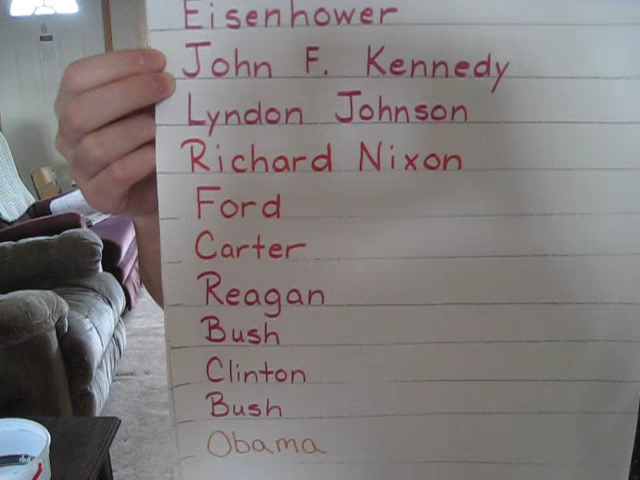 Eisenhower
John F. Kennedy
Lyndon Johnson
Richard Nixon
Ford
Carter
Reagan
Bush
Clinton
Bush
Obama